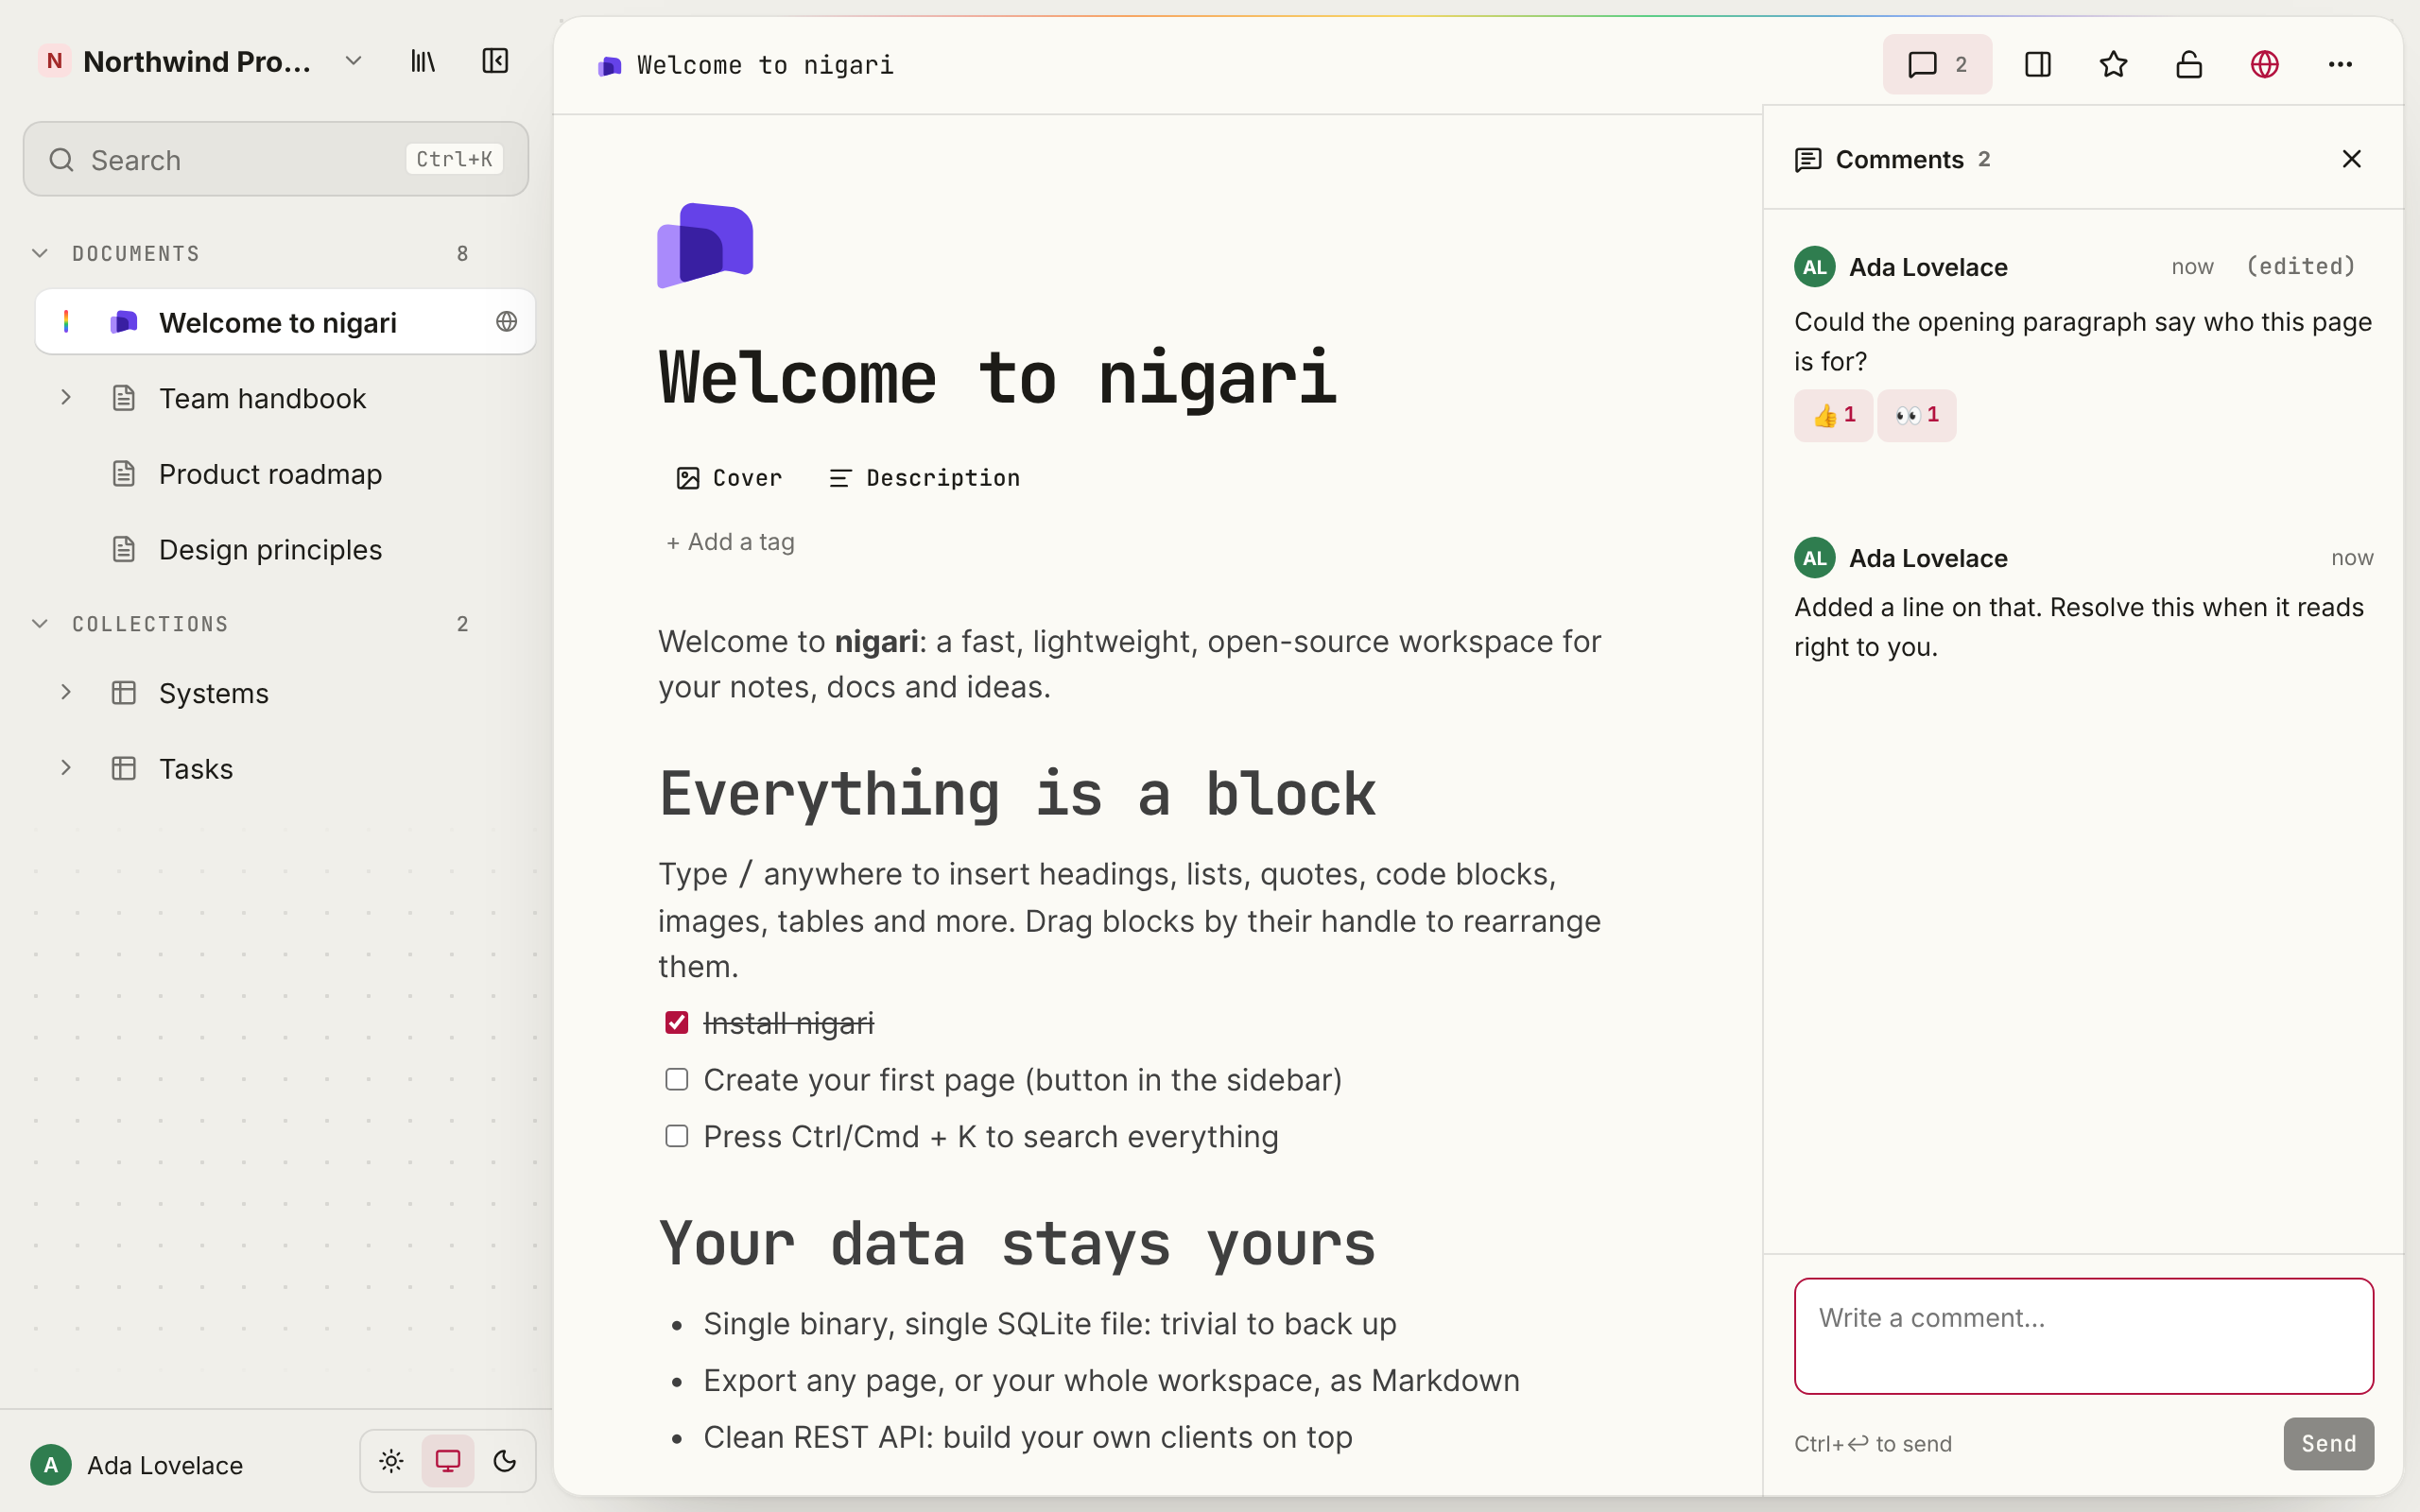 N Northwind Pro...
Search Ctrl+K
DOCUMENTS 8
Welcome to nigari
Team handbook
Product roadmap
Design principles
COLLECTIONS 2
Systems
Tasks
A Ada Lovelace
Welcome to nigari
2
Welcome to nigari
Cover Description
+ Add a tag
Welcome to nigari: a fast, lightweight, open-source workspace for
your notes, docs and ideas.
Everything is a block
Type / anywhere to insert headings, lists, quotes, code blocks,
images, tables and more. Drag blocks by their handle to rearrange
them.
Install nigari
Create your first page (button in the sidebar)
Press Ctrl/Cmd + K to search everything
Your data stays yours
• Single binary, single SQLite file: trivial to back up
• Export any page, or your whole workspace, as Markdown
• Clean REST API: build your own clients on top
Comments 2
AL Ada Lovelace now (edited)
Could the opening paragraph say who this page
is for?
👍 1 👀 1
AL Ada Lovelace now
Added a line on that. Resolve this when it reads
right to you.
Write a comment...
Ctrl+↩ to send
Send